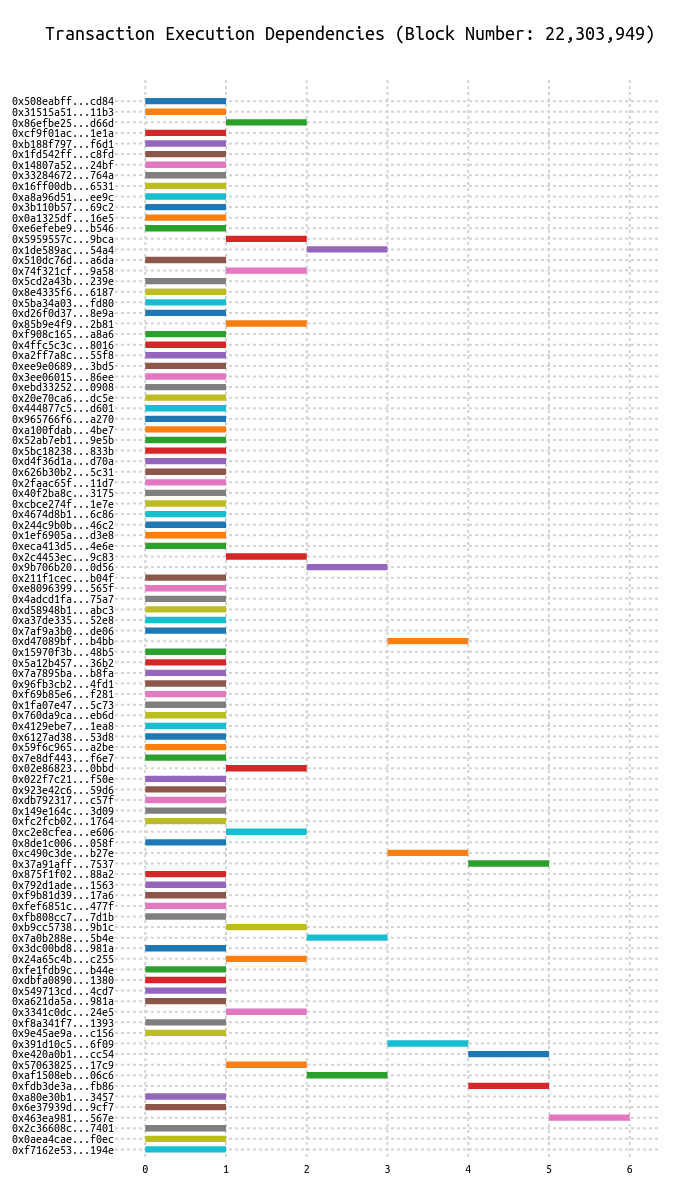 Transaction Execution Dependencies (Block Number: 22,303,949)
0x508eabff...cd84
0x31515a51...11b3
0x86efbe25...d66d
0xcf9f01ac...1e1a
0xb188f797...f6d1
0x1fd542ff...c8fd
0x14807a52...24bf
0x33284672...764a
0x16ff00db...6531
0xa8a96d51...ee9c
0x3b110b57...69c2
0x0a1325df...16e5
0xe6efebe9...b546
0x5959557c...9bca
0x1de589ac...54a4
0x510dc76d...a6da
0x74f321cf...9a58
0x5cd2a43b...239e
0x8e4335f6...6187
0x5ba34a03...fd80
0xd26f0d37...8e9a
0x85b9e4f9...2b81
0xf908c165...a8a6
0x4ffc5c3c...8016
0xa2ff7a8c...55f8
0xee9e0689...3bd5
0x3ee06015...86ee
0xebd33252...0908
0x20e70ca6...dc5e
0x444877c5...d601
0x965766f6...a270
0xa100fdab...4be7
0x52ab7eb1...9e5b
0x5bc18238...833b
0xd4f36d1a...d70a
0x626b30b2...5c31
0x2faac65f...11d7
0x40f2ba8c...3175
0xcbce274f...1e7e
0x4674d8b1...6c86
0x244c9b0b...46c2
0x1ef6905a...d3e8
0xeca413d5...4e6e
0x2c4453ec...9c83
0x9b706b20...0d56
0x211f1cec...b04f
0xe8096399...565f
0x4adcd1fa...75a7
0xd58948b1...abc3
0xa37de335...52e8
0x7af9a3b0...de06
0xd47089bf...b4bb
0x15970f3b...48b5
0x5a12b457...36b2
0x7a7895ba...b8fa
0x96fb3cb2...4fd1
0xf69b85e6...f281
0x1fa07e47...5c73
0x760da9ca...eb6d
0x4129ebe7...1ea8
0x6127ad38...53d8
0x59f6c965...a2be
0x7e8df443...f6e7
0x02e86823...0bbd
0x022f7c21...f50e
0x923e42c6...59d6
0xdb792317...c57f
0x149e164c...3d09
0xfc2fcb02...1764
0xc2e8cfea...e606
0x8de1c006...058f
0xc490c3de...b27e
0x37a91aff...7537
0x875f1f02...88a2
0x792d1ade...1563
0xf9b81d39...17a6
0xfef6851c...477f
0xfb808cc7...7d1b
0xb9cc5738...9b1c
0x7a0b288e...5b4e
0x3dc00bd8...981a
0x24a65c4b...c255
0xfe1fdb9c...b44e
0xdbfa0890...1380
0x549713cd...4cd7
0xa621da5a...981a
0x3341c0dc...24e5
0xf8a341f7...1393
0x9e45ae9a...c156
0x391d10c5...6f09
0xe420a0b1...cc54
0x57063825...17c9
0xaf1508eb...06c6
0xfdb3de3a...fb86
0xa80e30b1...3457
0x6e37939d...9cf7
0x463ea981...567e
0x2c36608c...7401
0x0aea4cae...f0ec
0xf7162e53...194e
0 1 2 3 4 5 6